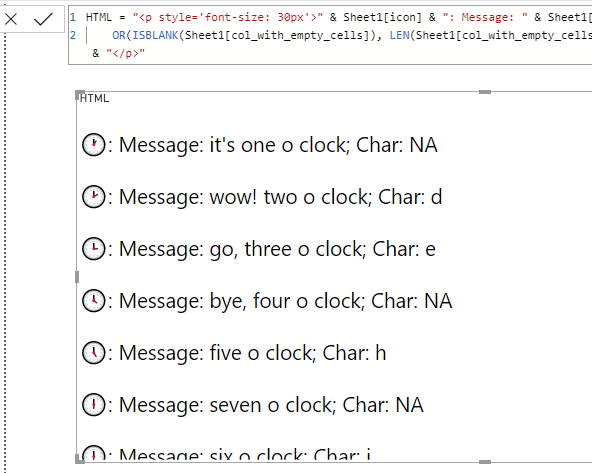 1 HTML = "<p style='font-size: 30px'>" & Sheet1[icon] & ": Message: " & Sheet1[
2 OR(ISBLANK(Sheet1[col_with_empty_cells]), LEN(Sheet1[col_with_empty_cells
& "</p>"
HTML
: Message: it's one o clock; Char: NA
: Message: wow! two o clock; Char: d
: Message: go, three o clock; Char: e
: Message: bye, four o clock; Char: NA
: Message: five o clock; Char: h
: Message: seven o clock; Char: NA
: Message: six o clock; Char: i